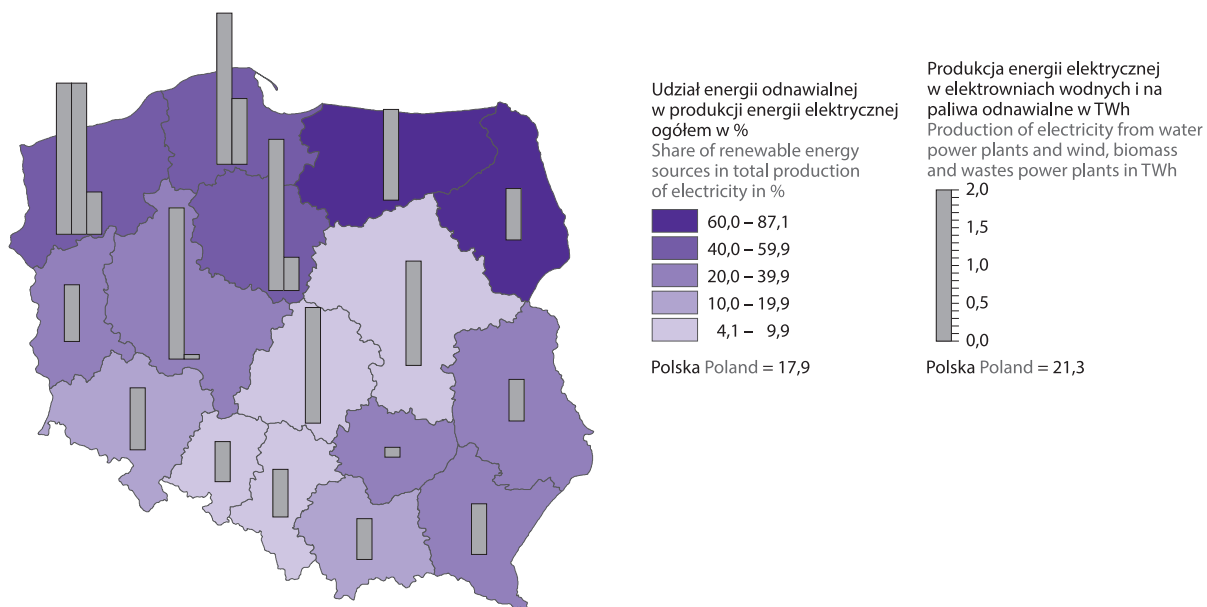 Udział energii odnawialnej
w produkcji energii elektrycznej
ogółem w %
Share of renewable energy
sources in total production
of electricity in %
60,0 – 87,1
40,0 – 59,9
20,0 – 39,9
10,0 – 19,9
4,1 – 9,9
Polska Poland = 17,9
Produkcja energii elektrycznej
w elektrowniach wodnych i na
paliwa odnawialne w TWh
Production of electricity from water
power plants and wind, biomass
and wastes power plants in TWh
2,0
1,5
1,0
0,5
0,0
Polska Poland = 21,3